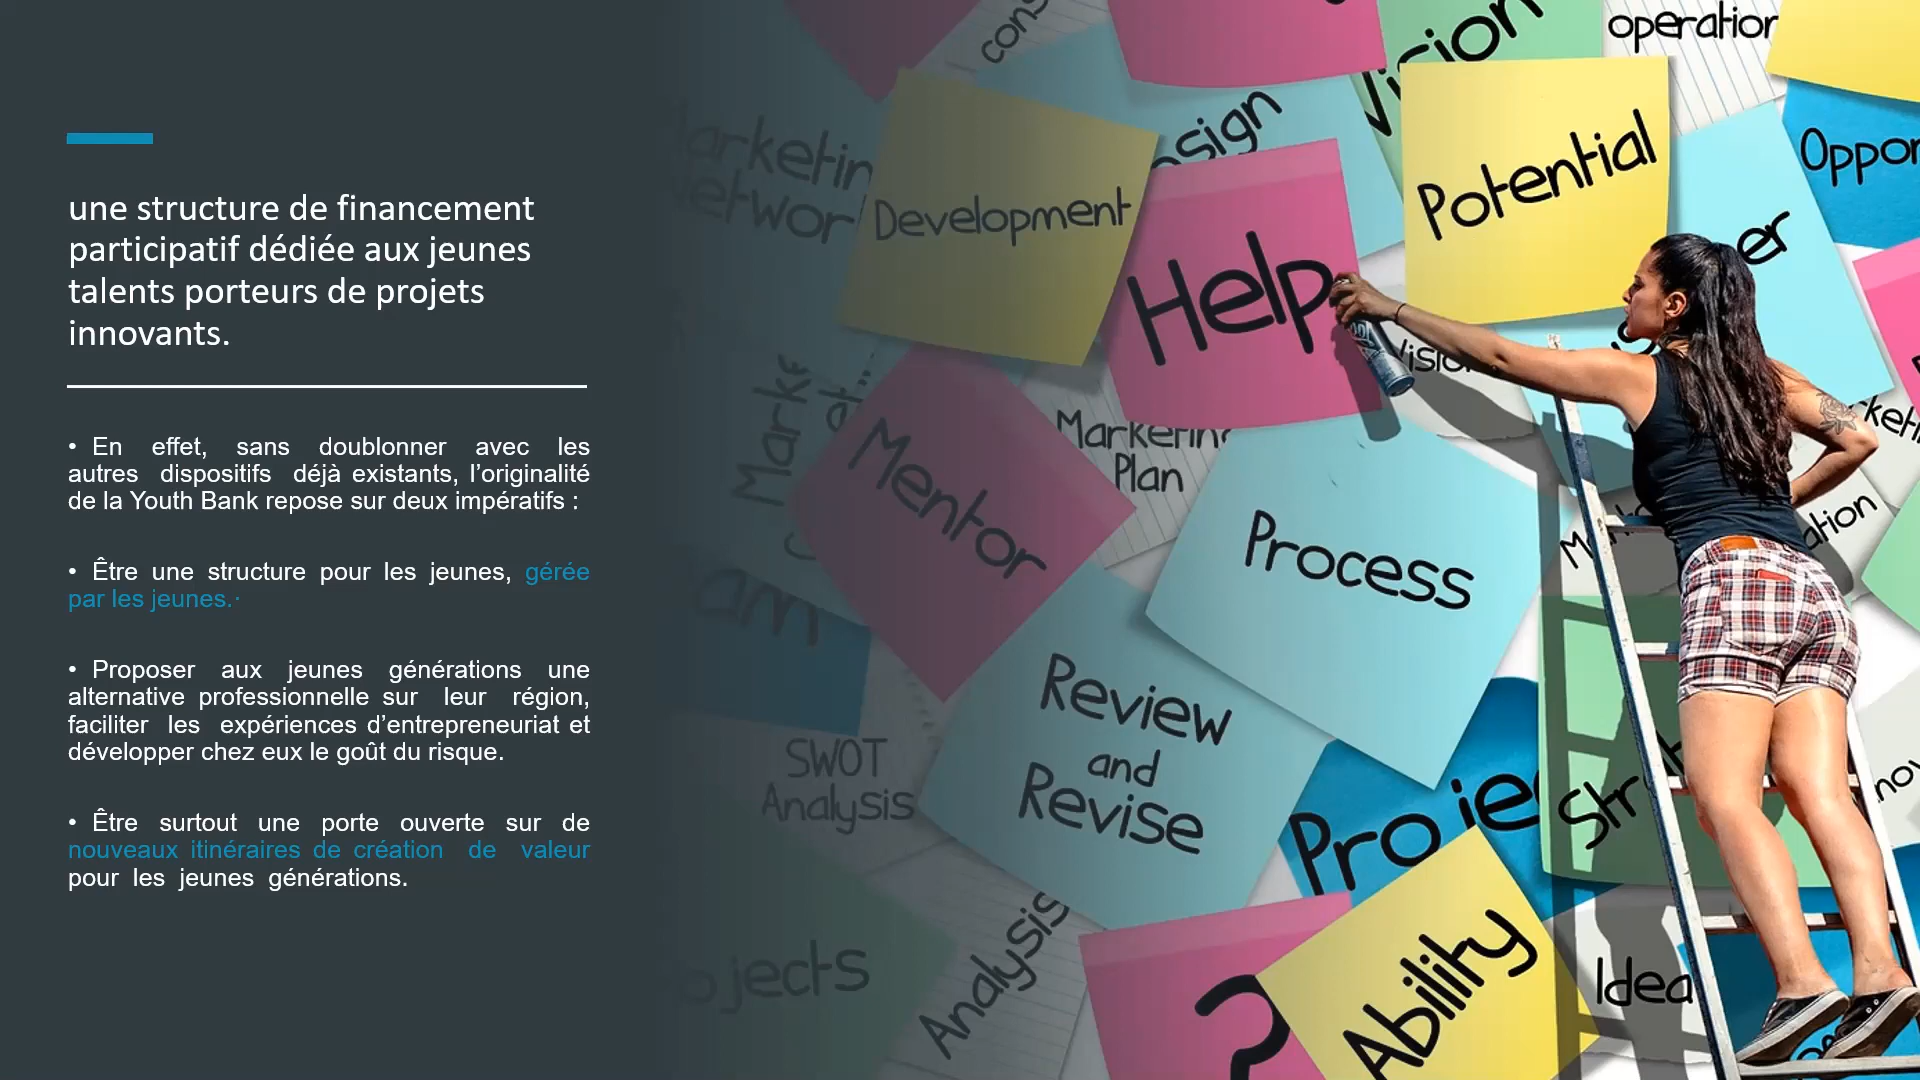 une structure de financement
participatif dédiée aux jeunes
talents porteurs de projets
innovants.
• En effet, sans doublonner avec les
autres dispositifs déjà existants, l’originalité
de la Youth Bank repose sur deux impératifs :
• Être une structure pour les jeunes, gérée
par les jeunes.·
• Proposer aux jeunes générations une
alternative professionnelle sur leur région,
faciliter les expériences d’entrepreneuriat et
développer chez eux le goût du risque.
• Être surtout une porte ouverte sur de
nouveaux itinéraires de création de valeur
pour les jeunes générations.
Vision
Development
Help
Potential
Mentor
Marketing
Plan
Process
Review
and
Revise
SWOT
Analysis
Analysis
?
Ability
Idea